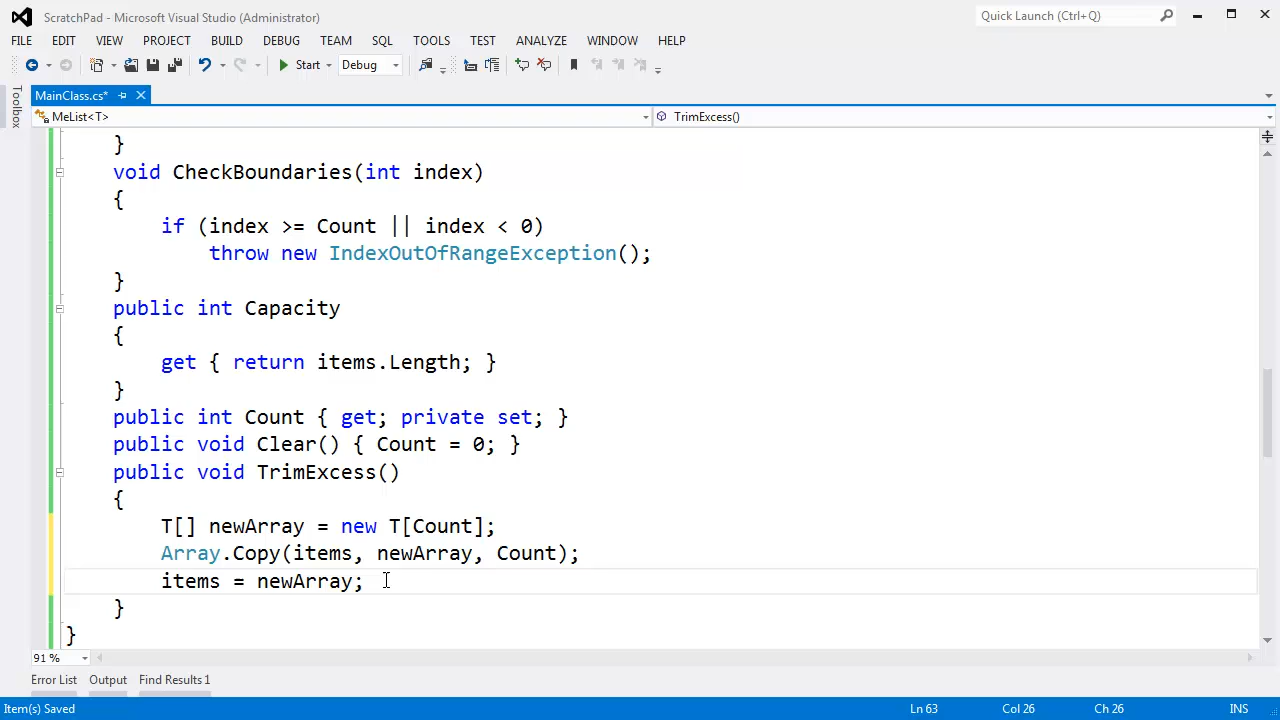 ScratchPad - Microsoft Visual Studio (Administrator)
Quick Launch (Ctrl+Q)
FILE EDIT VIEW PROJECT BUILD DEBUG TEAM SQL TOOLS TEST ANALYZE WINDOW HELP
Start Debug
Toolbox
MainClass.cs*
MeList<T> TrimExcess()
}
void CheckBoundaries(int index)
{
if (index >= Count || index < 0)
throw new IndexOutOfRangeException();
}
public int Capacity
{
get { return items.Length; }
}
public int Count { get; private set; }
public void Clear() { Count = 0; }
public void TrimExcess()
{
T[] newArray = new T[Count];
Array.Copy(items, newArray, Count);
items = newArray;
}
}
91 %
Error List Output Find Results 1
Item(s) Saved Ln 63 Col 26 Ch 26 INS